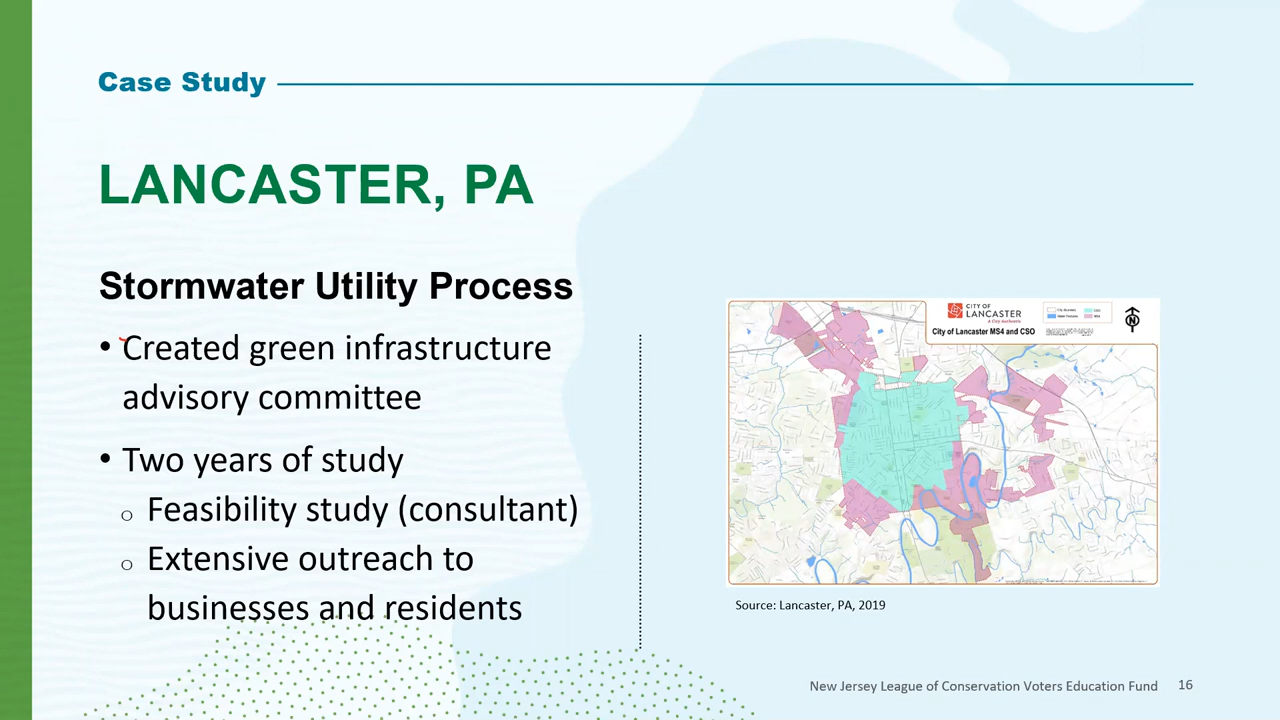 Case Study
LANCASTER, PA
Stormwater Utility Process
• Created green infrastructure
advisory committee
• Two years of study
o Feasibility study (consultant)
o Extensive outreach to
businesses and residents
CITY OF
LANCASTER
City of Lancaster MS4 and CSO
N
Source: Lancaster, PA, 2019
New Jersey League of Conservation Voters Education Fund 16